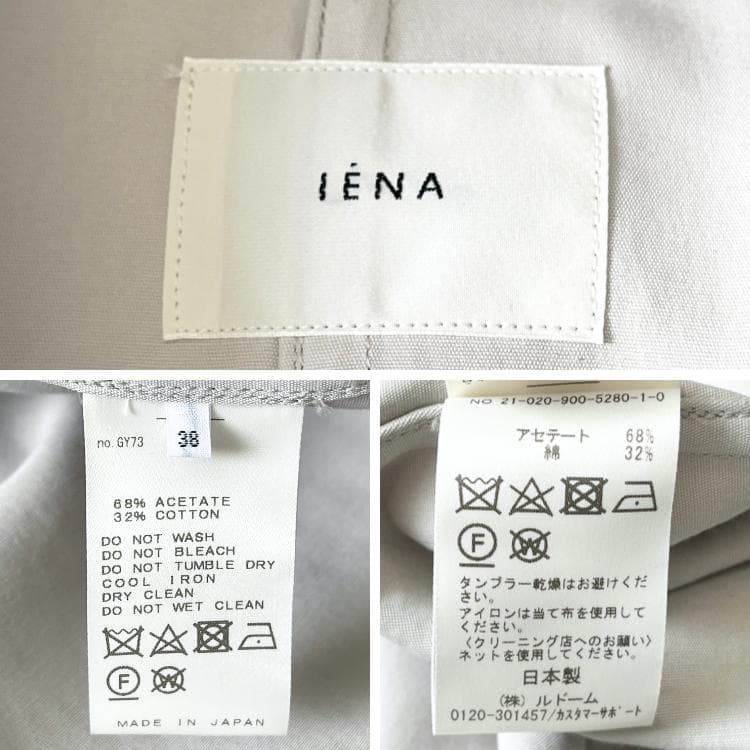 IÉNA
no. GY73
38
68% ACETATE
32% COTTON
DO NOT WASH
DO NOT BLEACH
DO NOT TUMBLE DRY
COOL IRON
DRY CLEAN
DO NOT WET CLEAN
F
W
MADE IN JAPAN
NO. 21-020-900-5280-1-0
アセテート 68%
綿 32%
F
W
タンブラー乾燥はお避けくだ
さい。
アイロンは当て布を使用して
ください。
〈クリーニング店へのお願い〉
ネットを使用してください。
日本製
(株) ルドーム
0120-301457/カスタマーサポート